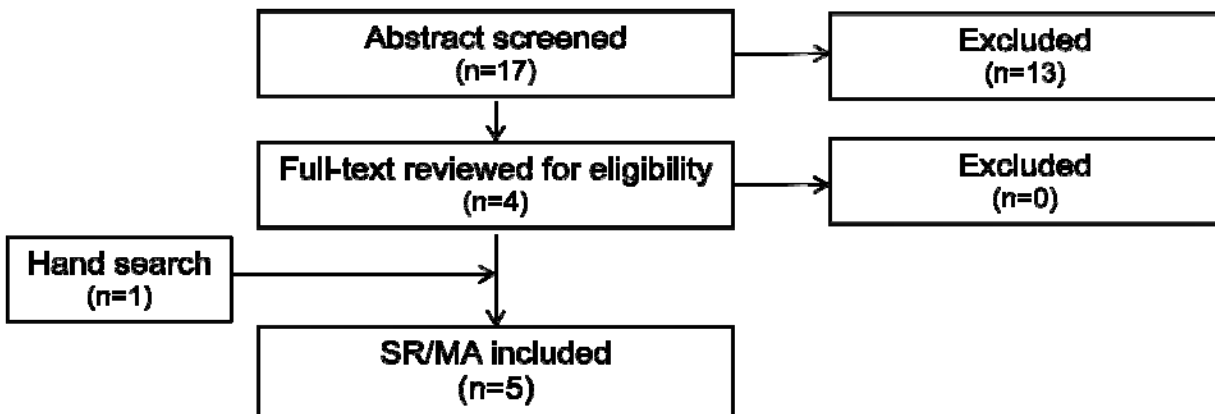 Abstract screened
(n=17)
Excluded
(n=13)
Full-text reviewed for eligibility
(n=4)
Excluded
(n=0)
Hand search
(n=1)
SR/MA included
(n=5)